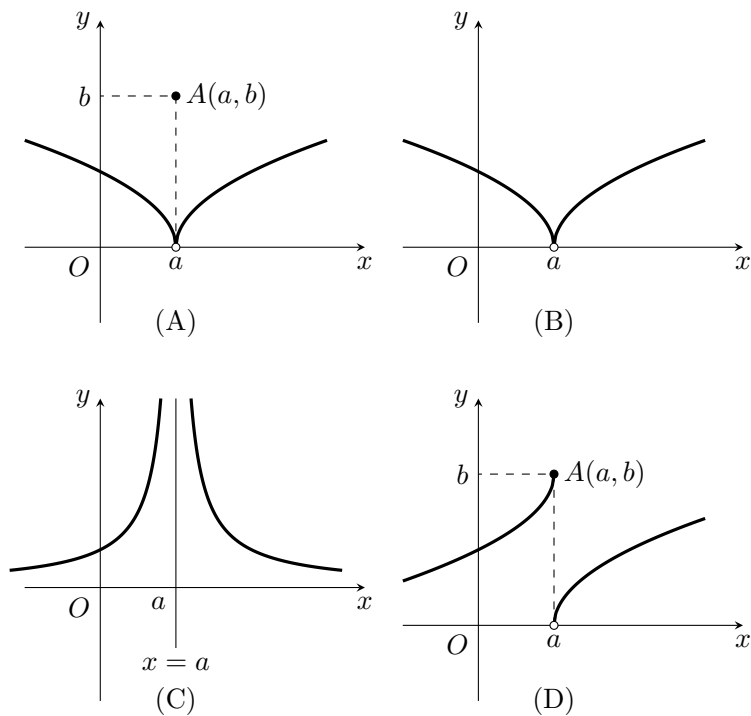 y
b
A(a, b)
O
a
x
(A)
y
O
a
x
(B)
y
O
a
x
x = a
(C)
y
b
A(a, b)
O
a
x
(D)